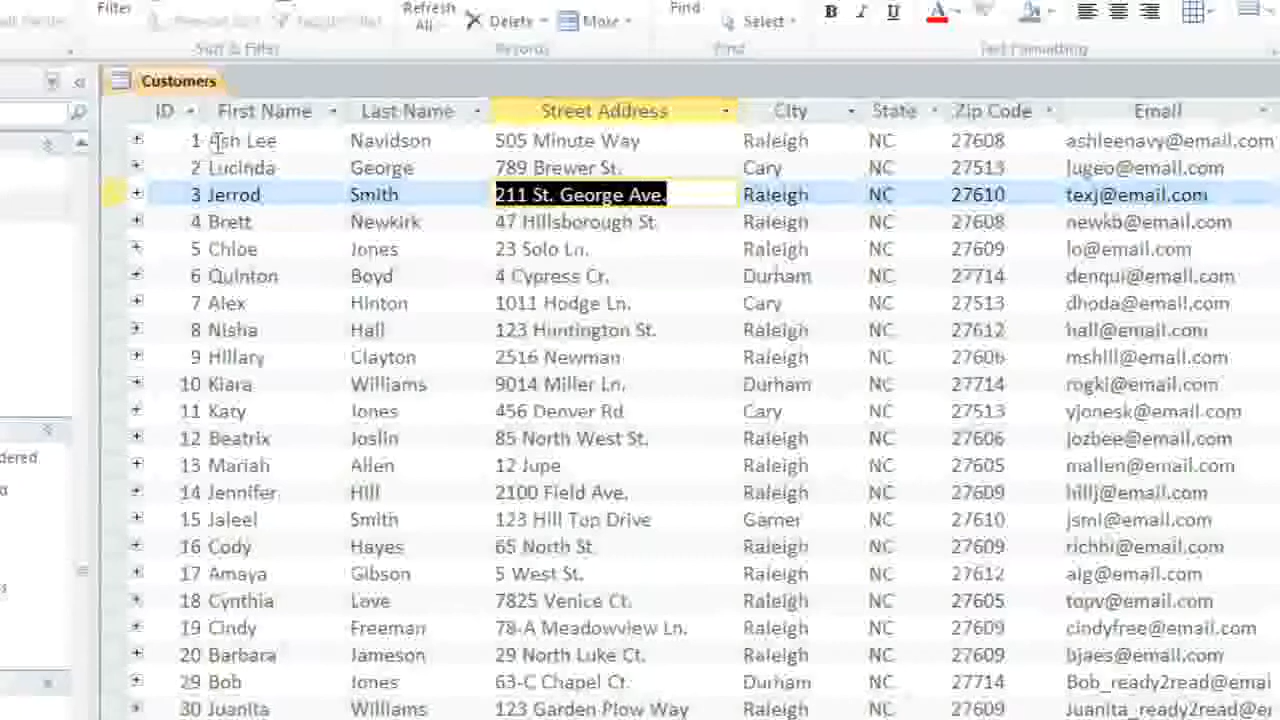 Filter Refresh All Delete More Find Select B I U A
Sort & Filter Records Find Text Formatting
Customers
ID First Name Last Name Street Address City State Zip Code Email
1 Ash Lee Navidson 505 Minute Way Raleigh NC 27608 ashleenavy@email.com
2 Lucinda George 789 Brewer St. Cary NC 27513 lugeo@email.com
3 Jerrod Smith 211 St. George Ave. Raleigh NC 27610 texj@email.com
4 Brett Newkirk 47 Hillsborough St. Raleigh NC 27608 newkb@email.com
5 Chloe Jones 23 Solo Ln. Raleigh NC 27609 lo@email.com
6 Quinton Boyd 4 Cypress Cr. Durham NC 27714 denqui@email.com
7 Alex Hinton 1011 Hodge Ln. Cary NC 27513 dhoda@email.com
8 Nisha Hall 123 Huntington St. Raleigh NC 27612 hall@email.com
9 Hillary Clayton 2516 Newman Raleigh NC 27606 mshill@email.com
10 Kiara Williams 9014 Miller Ln. Durham NC 27714 rogki@email.com
11 Katy Jones 456 Denver Rd Cary NC 27513 yjonesk@email.com
12 Beatrix Joslin 85 North West St. Raleigh NC 27606 jozbee@email.com
13 Mariah Allen 12 Jupe Raleigh NC 27605 mallen@email.com
14 Jennifer Hill 2100 Field Ave. Raleigh NC 27609 hillj@email.com
15 Jaleel Smith 123 Hill Top Drive Garner NC 27610 jsmi@email.com
16 Cody Hayes 65 North St. Raleigh NC 27609 richhi@email.com
17 Amaya Gibson 5 West St. Raleigh NC 27612 aig@email.com
18 Cynthia Love 7825 Venice Ct. Raleigh NC 27605 topv@email.com
19 Cindy Freeman 78-A Meadowview Ln. Raleigh NC 27609 cindyfree@email.com
20 Barbara Jameson 29 North Luke Ct. Raleigh NC 27609 bjaes@email.com
29 Bob Jones 63-C Chapel Ct. Durham NC 27714 Bob_ready2read@emai
30 Juanita Williams 123 Garden Plow Way Raleigh NC 27609 Juanita_ready2read@e
dered